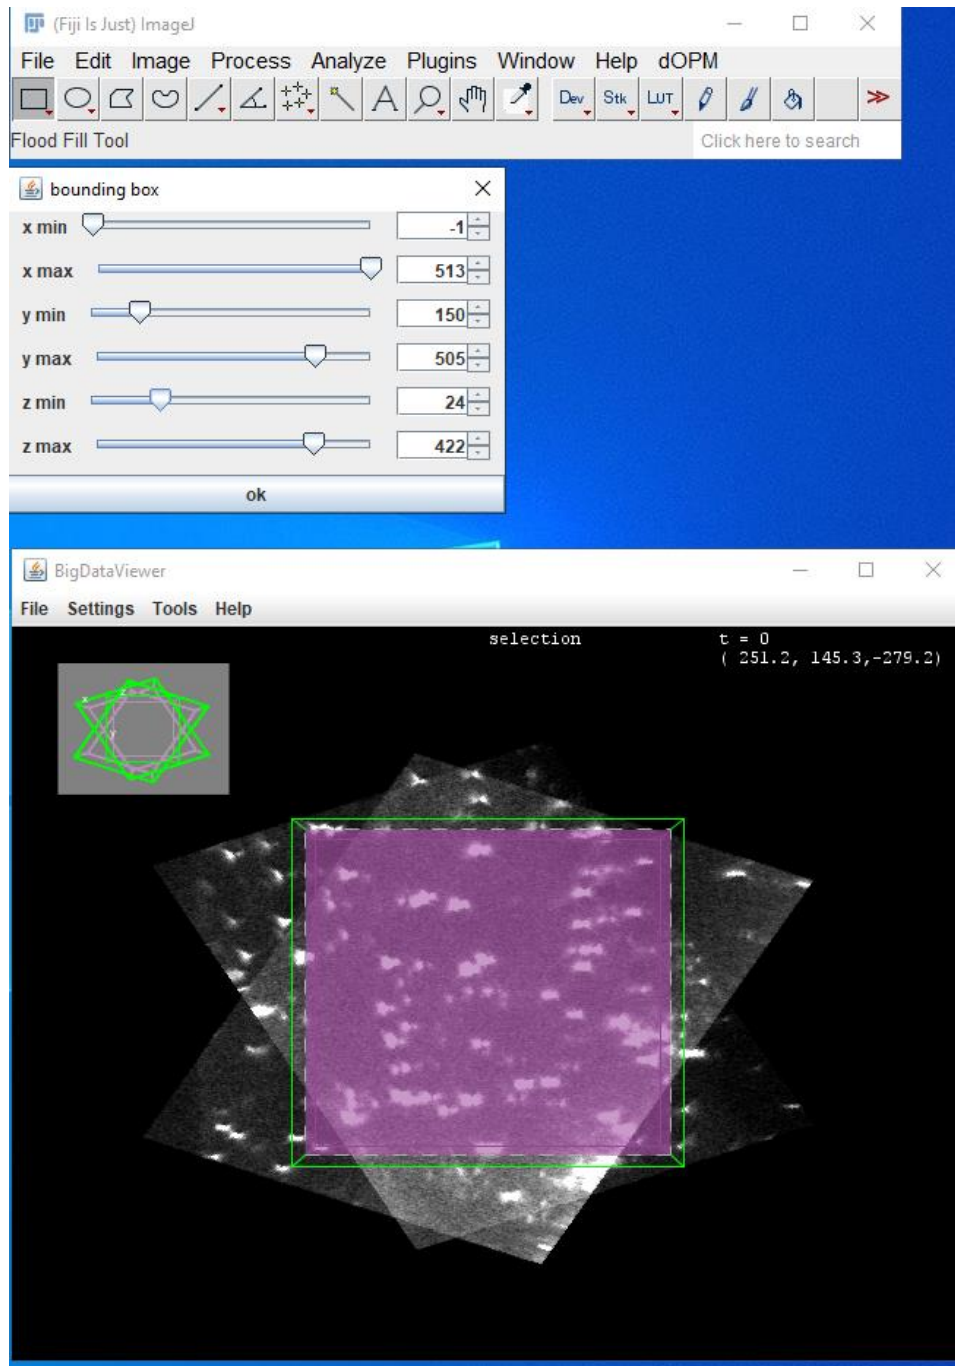 (Fiji Is Just) ImageJ
File Edit Image Process Analyze Plugins Window Help dOPM
A Dev Stk LUT >>
Flood Fill Tool Click here to search
bounding box
x min -1
x max 513
y min 150
y max 505
z min 24
z max 422
ok
BigDataViewer
File Settings Tools Help
selection t = 0
( 251.2, 145.3,-279.2)
x z
y